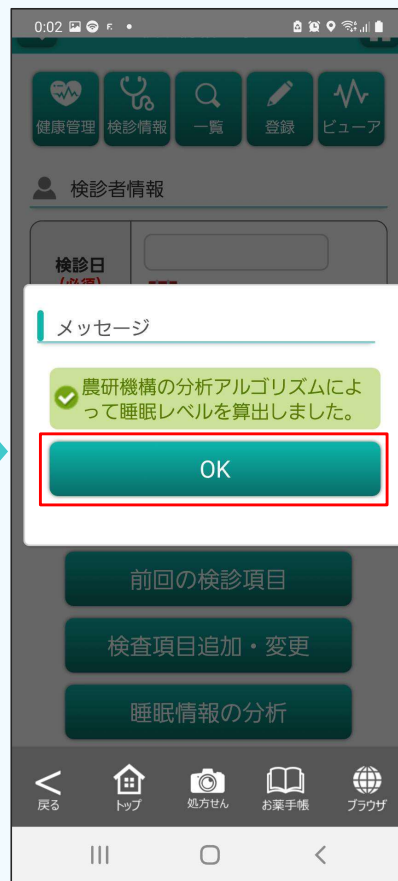 0:02
健康管理
検診情報
一覧
登録
ビューア
検診者情報
検診日
メッセージ
農研機構の分析アルゴリズムによ
って睡眠レベルを算出しました。
OK
前回の検診項目
検査項目追加・変更
睡眠情報の分析
戻る
トップ
処方せん
お薬手帳
ブラウザ